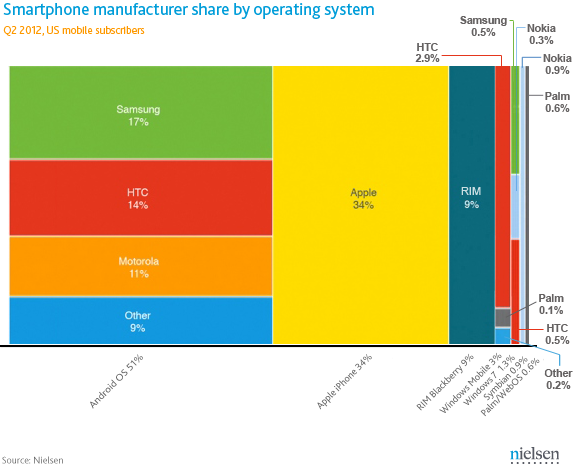 Smartphone manufacturer share by operating system
Q2 2012, US mobile subscribers
Samsung
0.5%
Nokia
0.3%
HTC
2.9%
Nokia
0.9%
Palm
0.6%
Samsung
17%
HTC
14%
Motorola
11%
Other
9%
Apple
34%
RIM
9%
Palm
0.1%
HTC
0.5%
Other
0.2%
Android OS 51%
Apple iPhone 34%
RIM Blackberry 9%
Windows Mobile 3%
Windows 7 1.3%
Symbian 0.9%
Palm/WebOS 0.6%
Source: Nielsen
nielsen